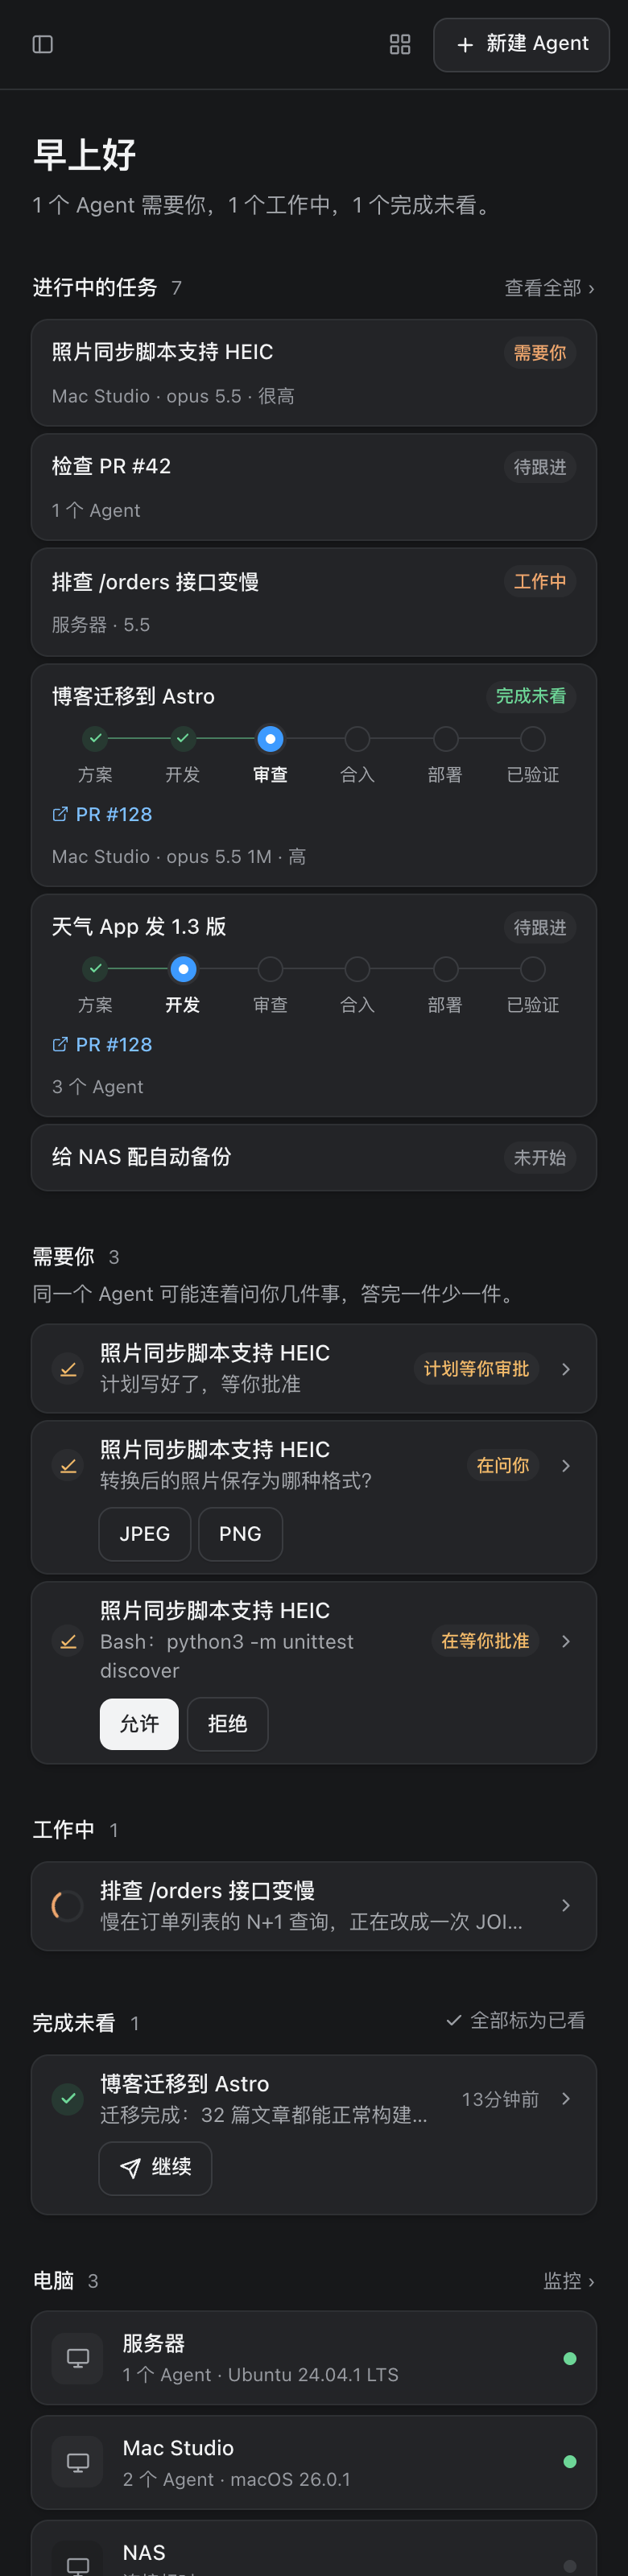 新建 Agent
早上好
1 个 Agent 需要你，1 个工作中，1 个完成未看。
进行中的任务 7
查看全部 ›
照片同步脚本支持 HEIC
需要你
Mac Studio · opus 5.5 · 很高
检查 PR #42
待跟进
1 个 Agent
排查 /orders 接口变慢
工作中
服务器 · 5.5
博客迁移到 Astro
完成未看
方案 开发 审查 合入 部署 已验证
PR #128
Mac Studio · opus 5.5 1M · 高
天气 App 发 1.3 版
待跟进
方案 开发 审查 合入 部署 已验证
PR #128
3 个 Agent
给 NAS 配自动备份
未开始
需要你 3
同一个 Agent 可能连着问你几件事，答完一件少一件。
照片同步脚本支持 HEIC
计划写好了，等你批准
计划等你审批
照片同步脚本支持 HEIC
转换后的照片保存为哪种格式?
在问你
JPEG PNG
照片同步脚本支持 HEIC
Bash：python3 -m unittest
discover
在等你批准
允许 拒绝
工作中 1
排查 /orders 接口变慢
慢在订单列表的 N+1 查询，正在改成一次 JOI...
完成未看 1
全部标为已看
博客迁移到 Astro
迁移完成：32 篇文章都能正常构建...
13分钟前
继续
电脑 3
监控 ›
服务器
1 个 Agent · Ubuntu 24.04.1 LTS
Mac Studio
2 个 Agent · macOS 26.0.1
NAS